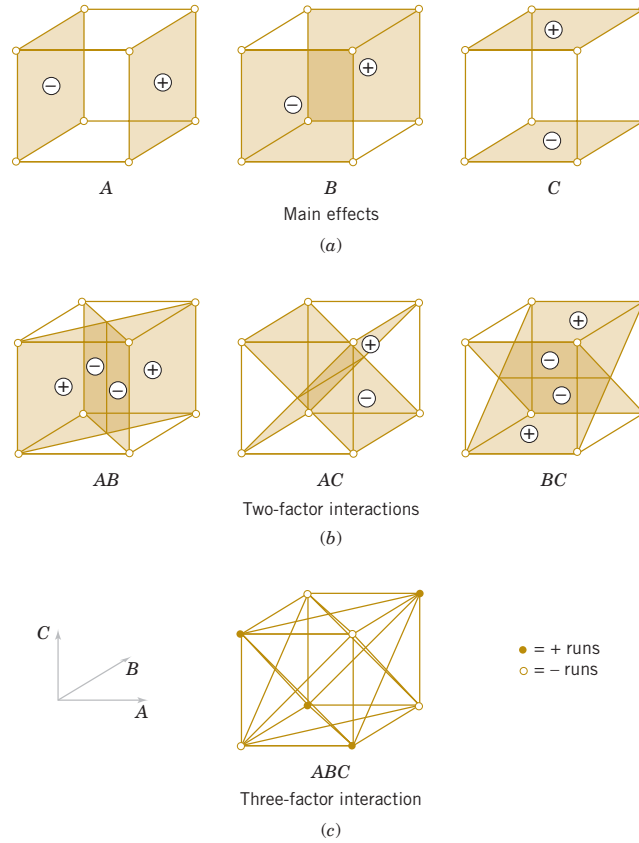 − +
− +
+
−
A B C
Main effects
(a)
+ − − +
+
−
+
−
−
+
AB AC BC
Two-factor interactions
(b)
C
B
A
= + runs
= − runs
ABC
Three-factor interaction
(c)